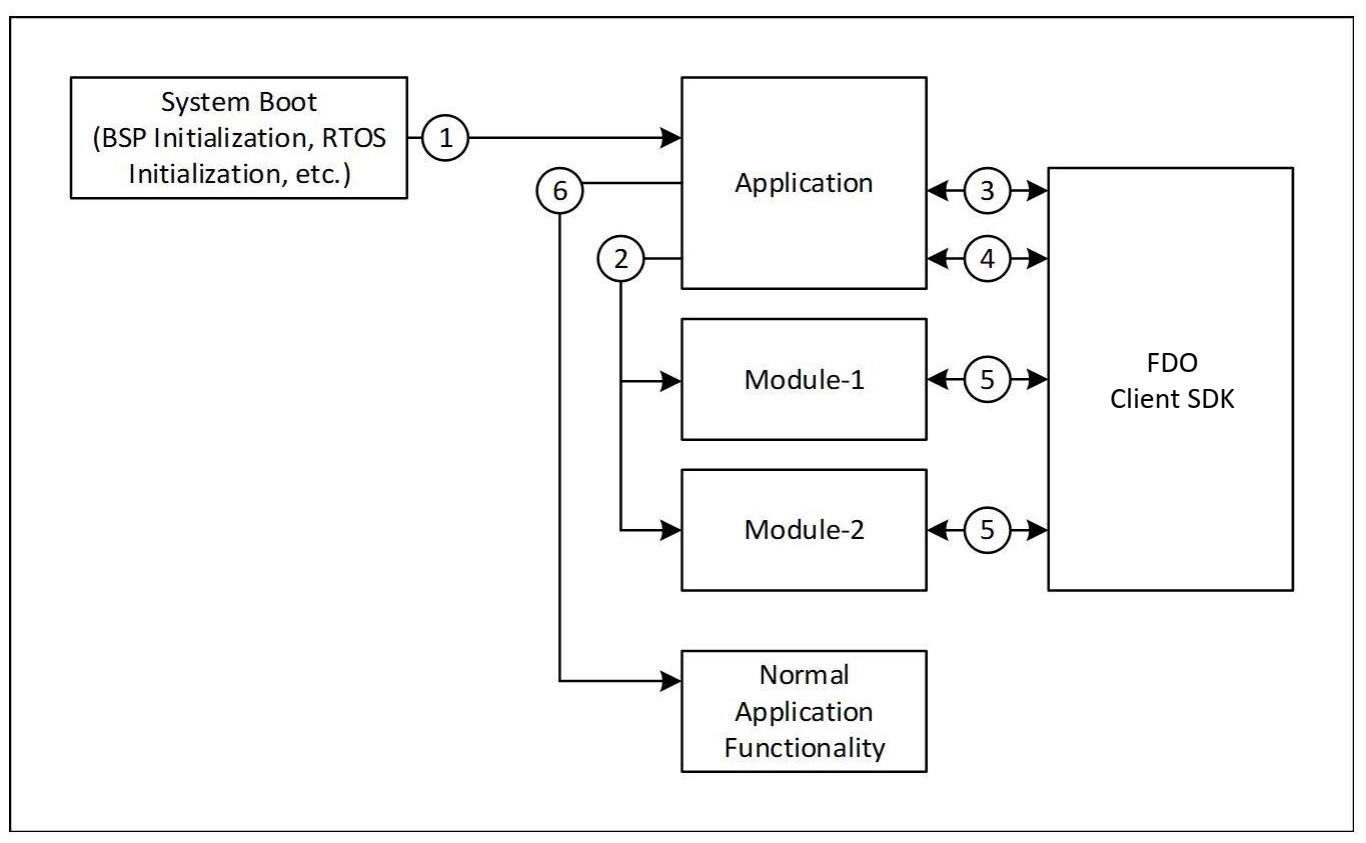 System Boot
(BSP Initialization, RTOS
Initialization, etc.)
1
Application
6
3
2
4
FDO
Client SDK
Module-1
5
Module-2
5
Normal
Application
Functionality